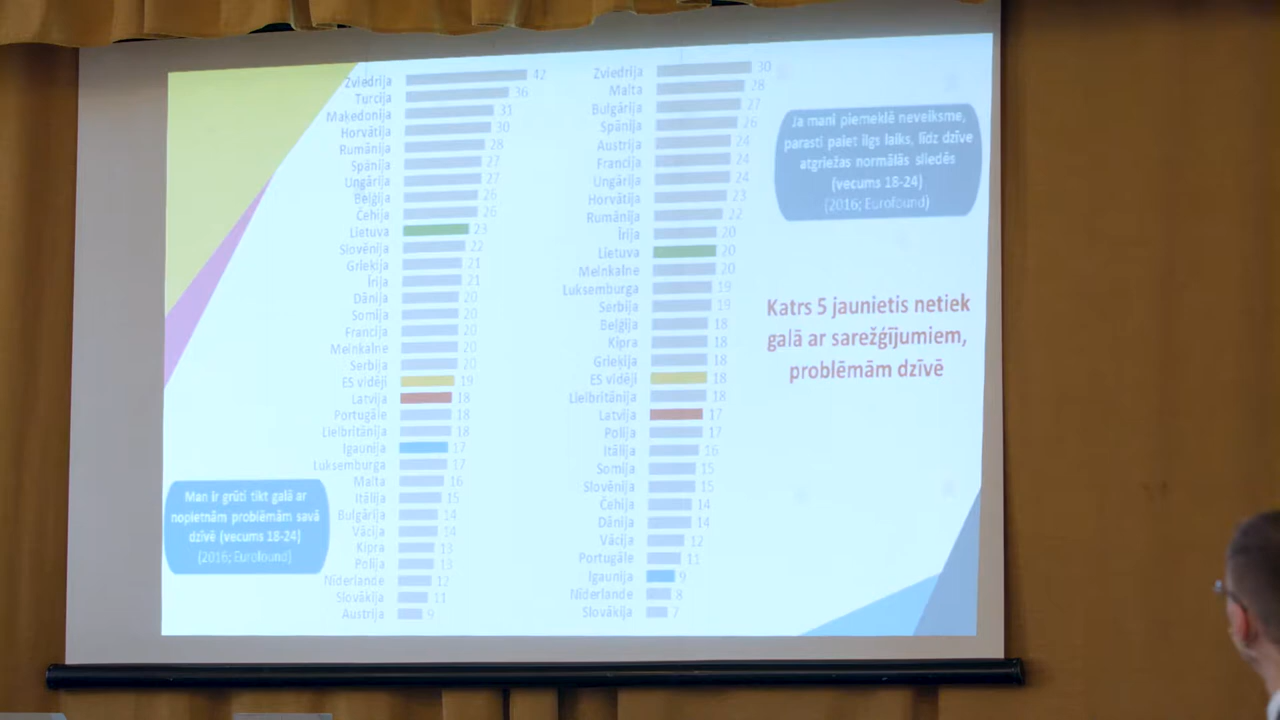 Zviedrija 42
Turcija 36
Maķedonija 31
Horvātija 30
Rumānija 28
Spānija 27
Ungārija 27
Beļģija 26
Čehija 26
Lietuva 23
Slovēnija 22
Grieķija 21
Īrija 21
Dānija 20
Somija 20
Francija 20
Melnkalne 20
Serbija 20
ES vidēji 19
Latvija 18
Portugāle 18
Lielbritānija 18
Igaunija 17
Luksemburga 17
Malta 16
Itālija 15
Bulgārija 14
Vācija 14
Kipra 13
Polija 13
Nīderlande 12
Slovākija 11
Austrija 9
Man ir grūti tikt galā ar
nopietnām problēmām savā
dzīvē (vecums 18-24)
(2016; Eurofound)
Zviedrija 30
Malta 28
Bulgārija 27
Spānija 26
Austrija 24
Francija 24
Ungārija 24
Horvātija 23
Rumānija 22
Īrija 20
Lietuva 20
Melnkalne 20
Luksemburga 19
Serbija 19
Beļģija 18
Kipra 18
Grieķija 18
ES vidēji 18
Lielbritānija 18
Latvija 17
Polija 17
Itālija 16
Somija 15
Slovēnija 15
Čehija 14
Dānija 14
Vācija 12
Portugāle 11
Igaunija 9
Nīderlande 8
Slovākija 7
Ja mani piemeklē neveiksme,
parasti paiet ilgs laiks, līdz dzīve
atgriežas normālās sliedēs
(vecums 18-24)
(2016; Eurofound)
Katrs 5 jaunietis netiek
galā ar sarežģījumiem,
problēmām dzīvē